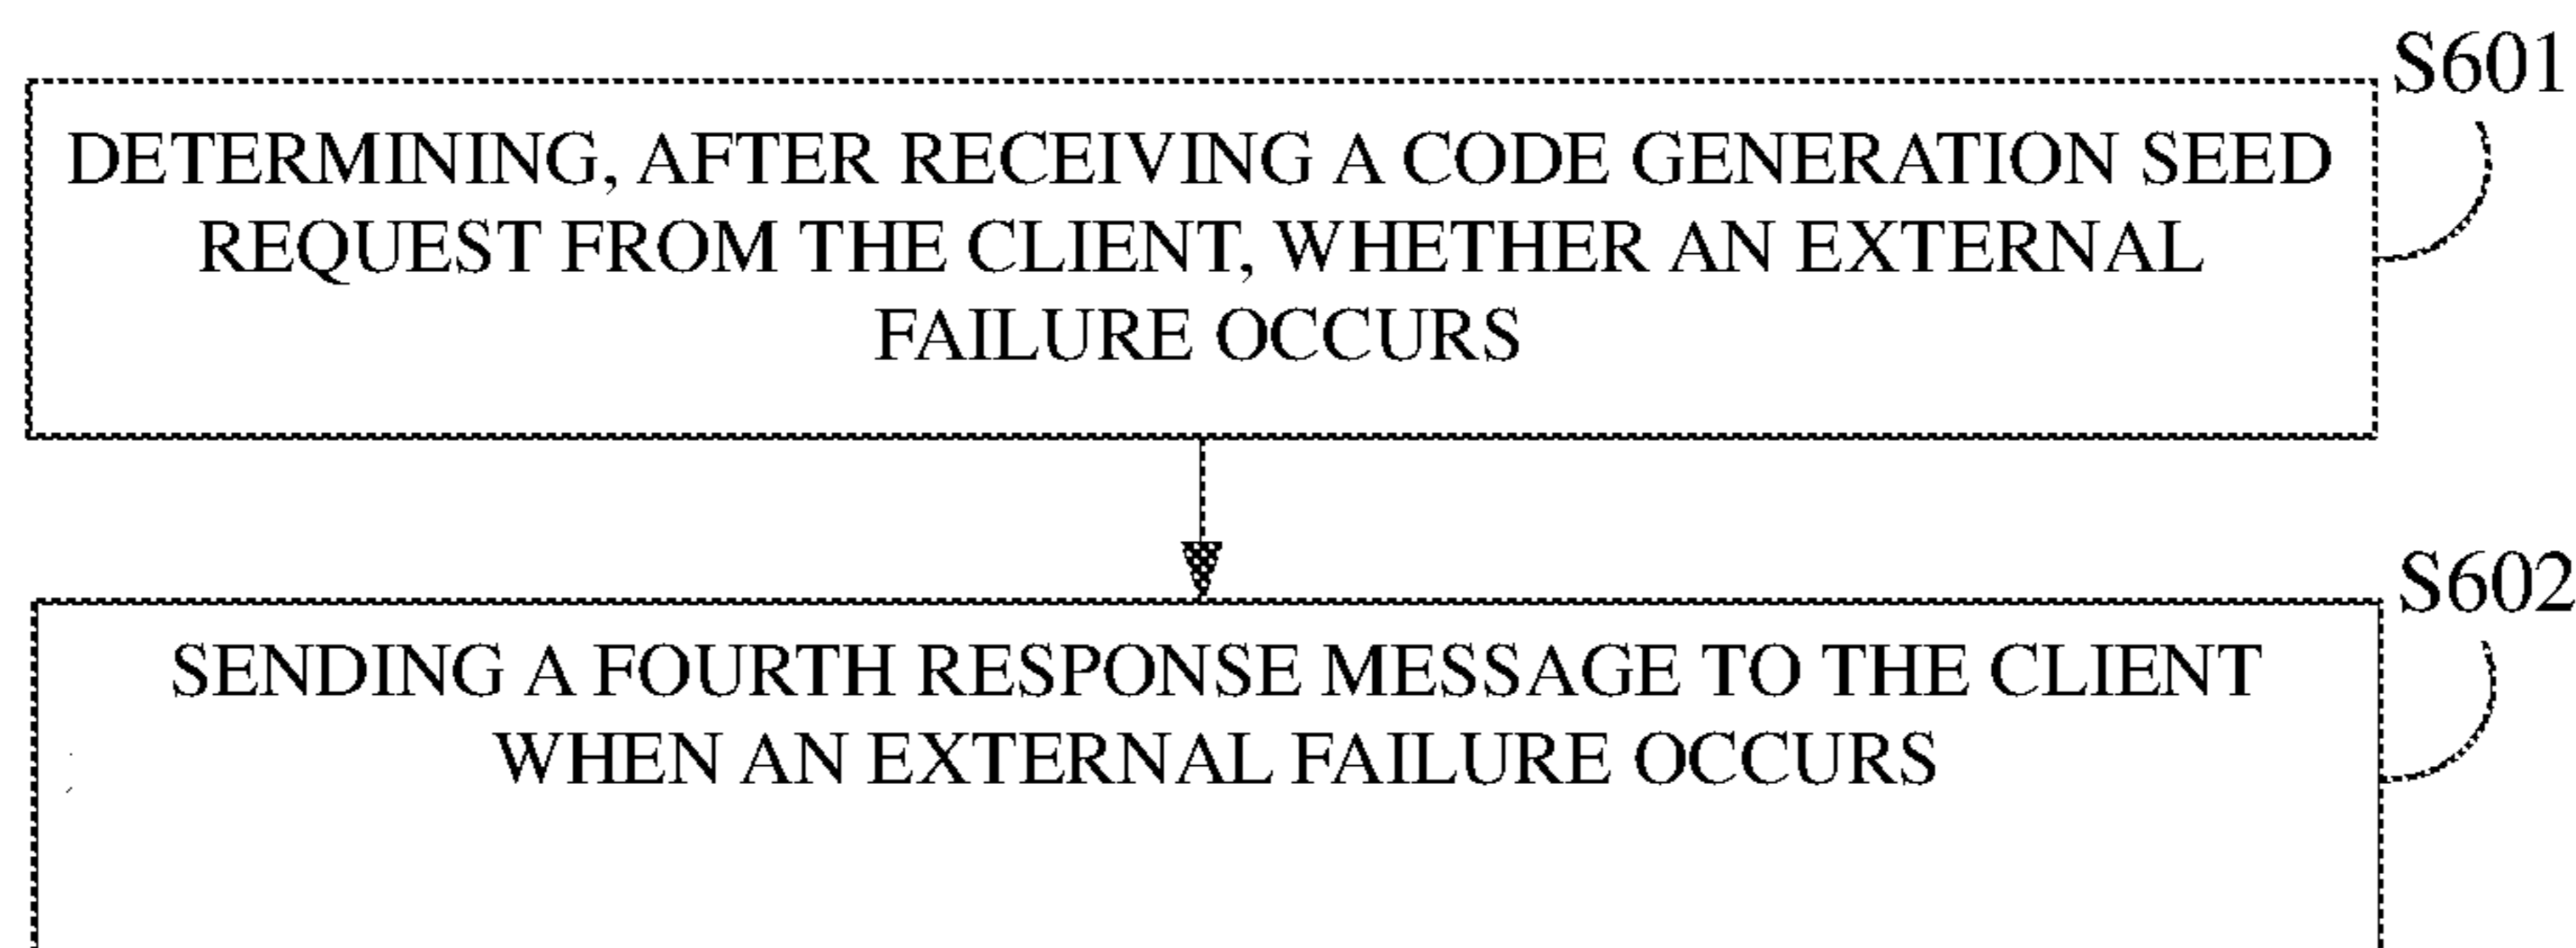 S601
DETERMINING, AFTER RECEIVING A CODE GENERATION SEED
REQUEST FROM THE CLIENT, WHETHER AN EXTERNAL
FAILURE OCCURS
S602
SENDING A FOURTH RESPONSE MESSAGE TO THE CLIENT
WHEN AN EXTERNAL FAILURE OCCURS